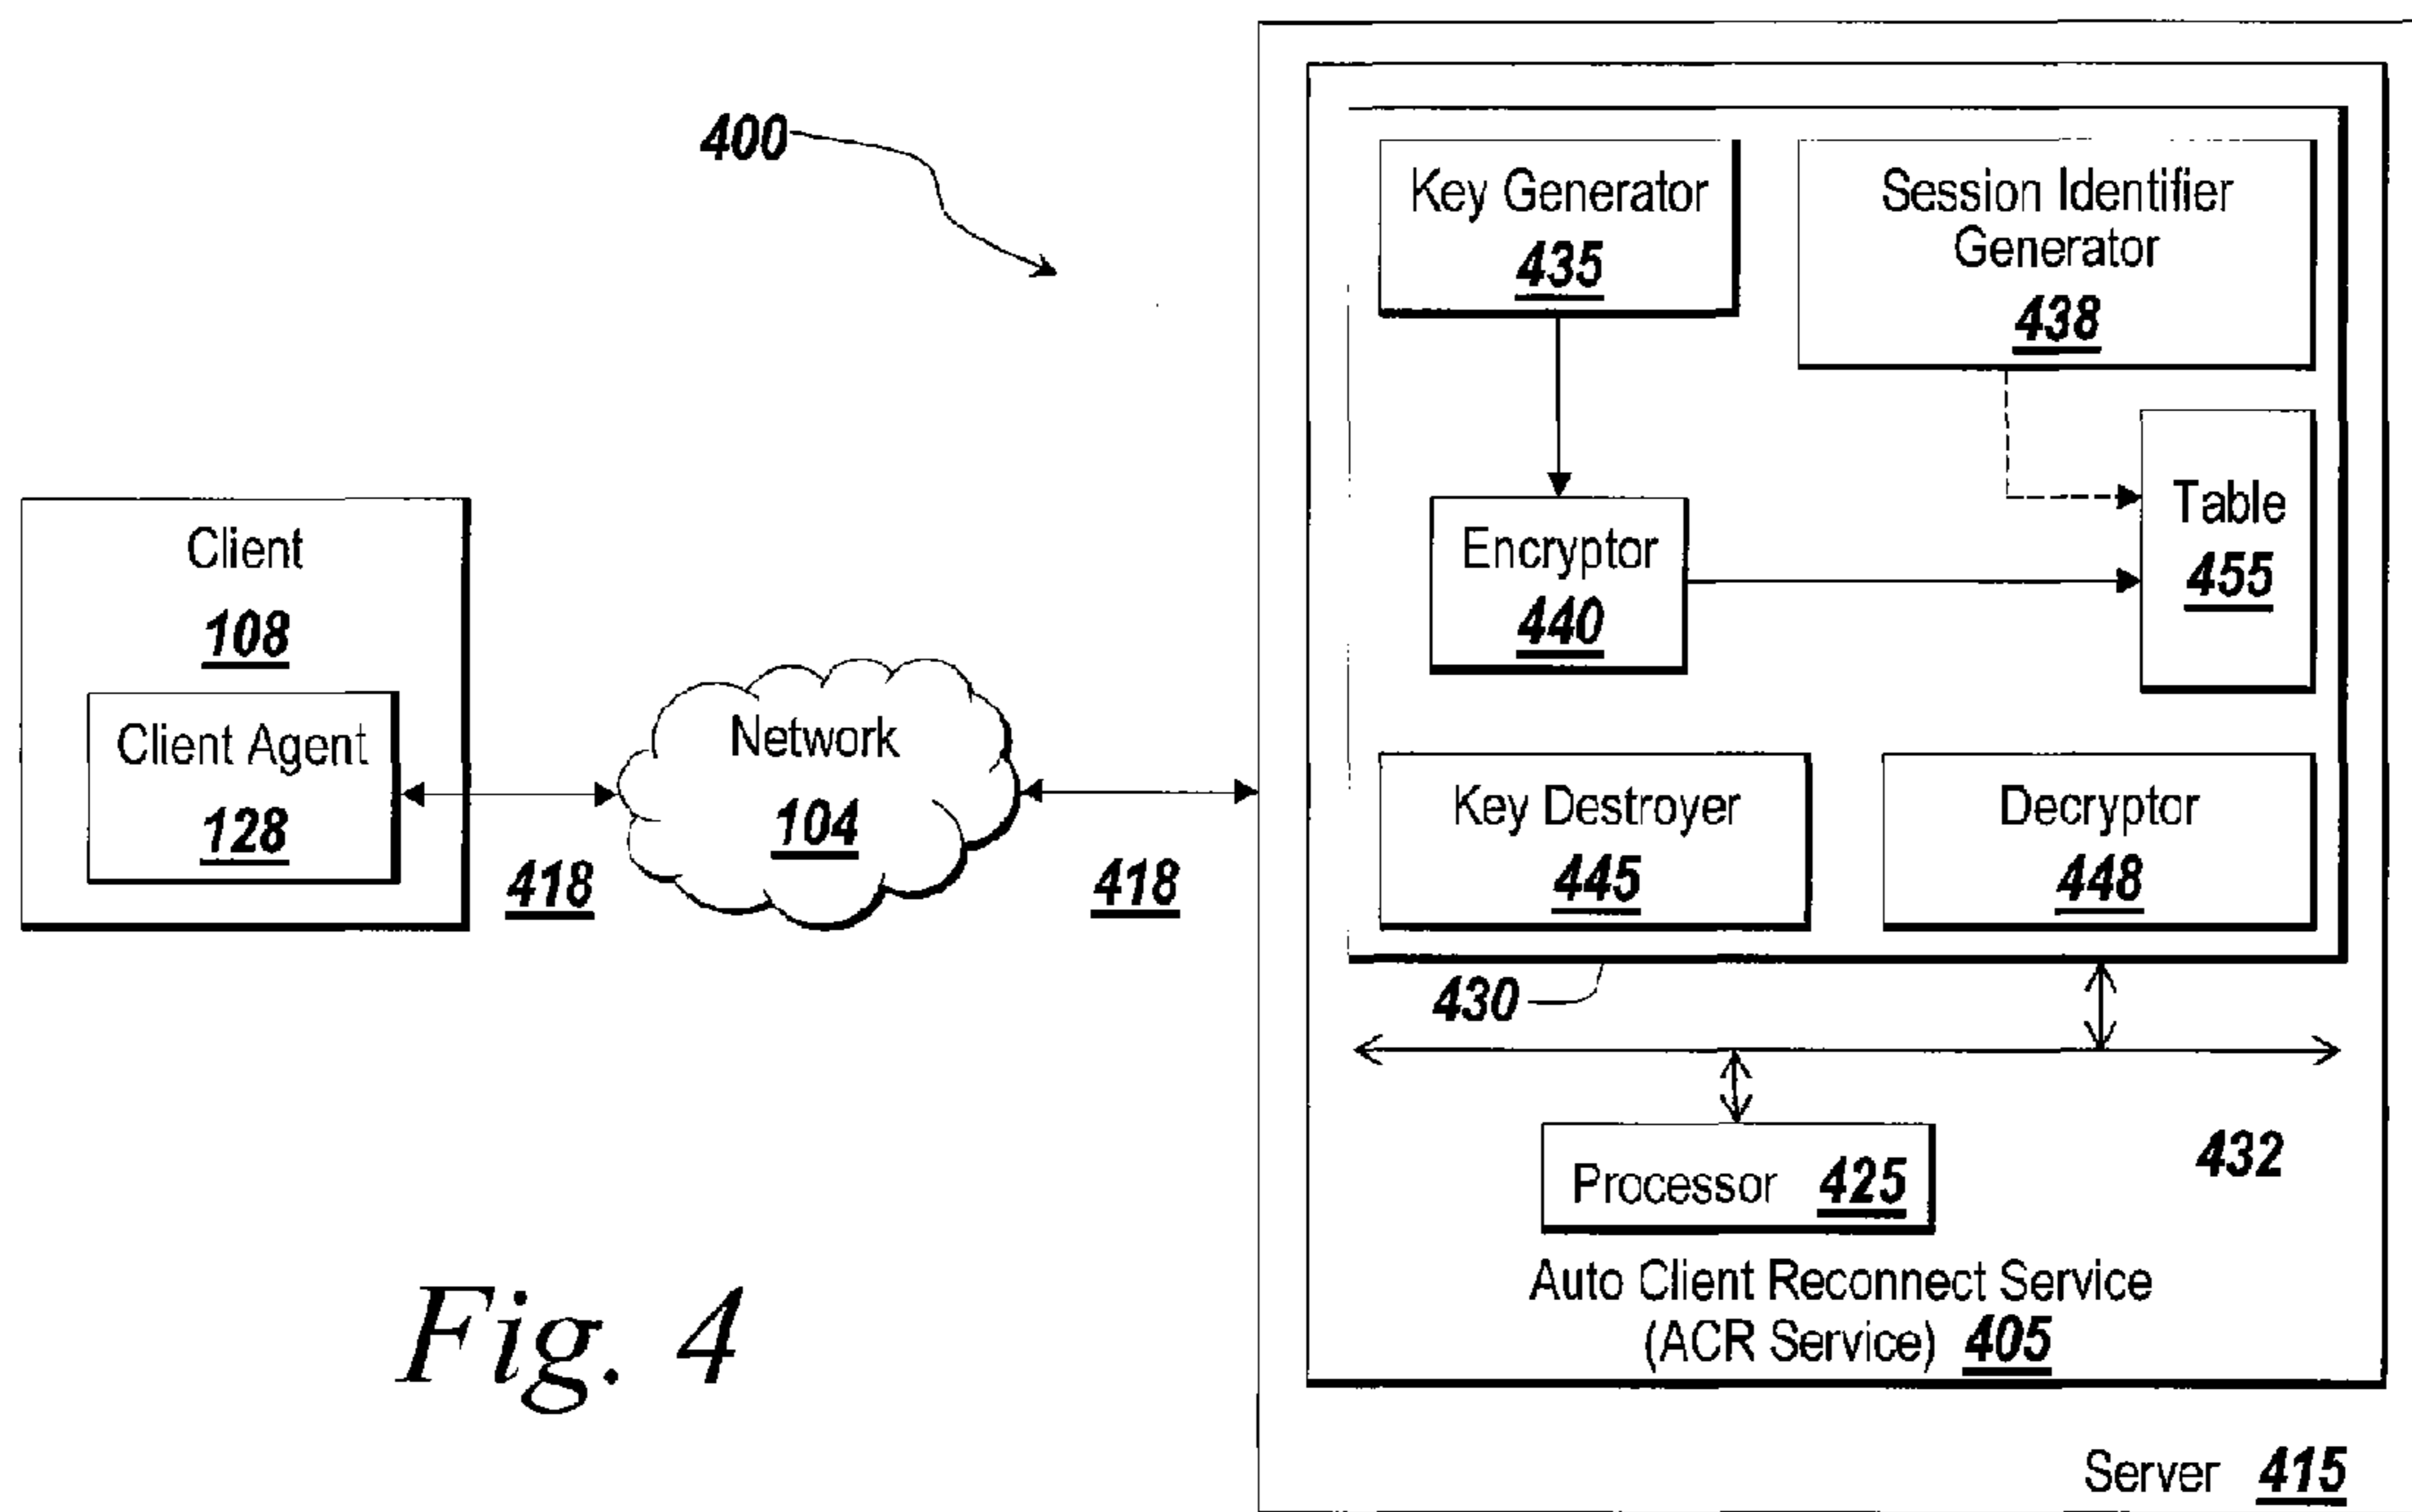 400
Client
108
Client Agent
128
418
Network
104
418
Key Generator
435
Session Identifier
Generator
438
Encryptor
440
Table
455
Key Destroyer
445
Decryptor
448
430
432
Processor 425
Auto Client Reconnect Service
(ACR Service) 405
Server 415
Fig. 4